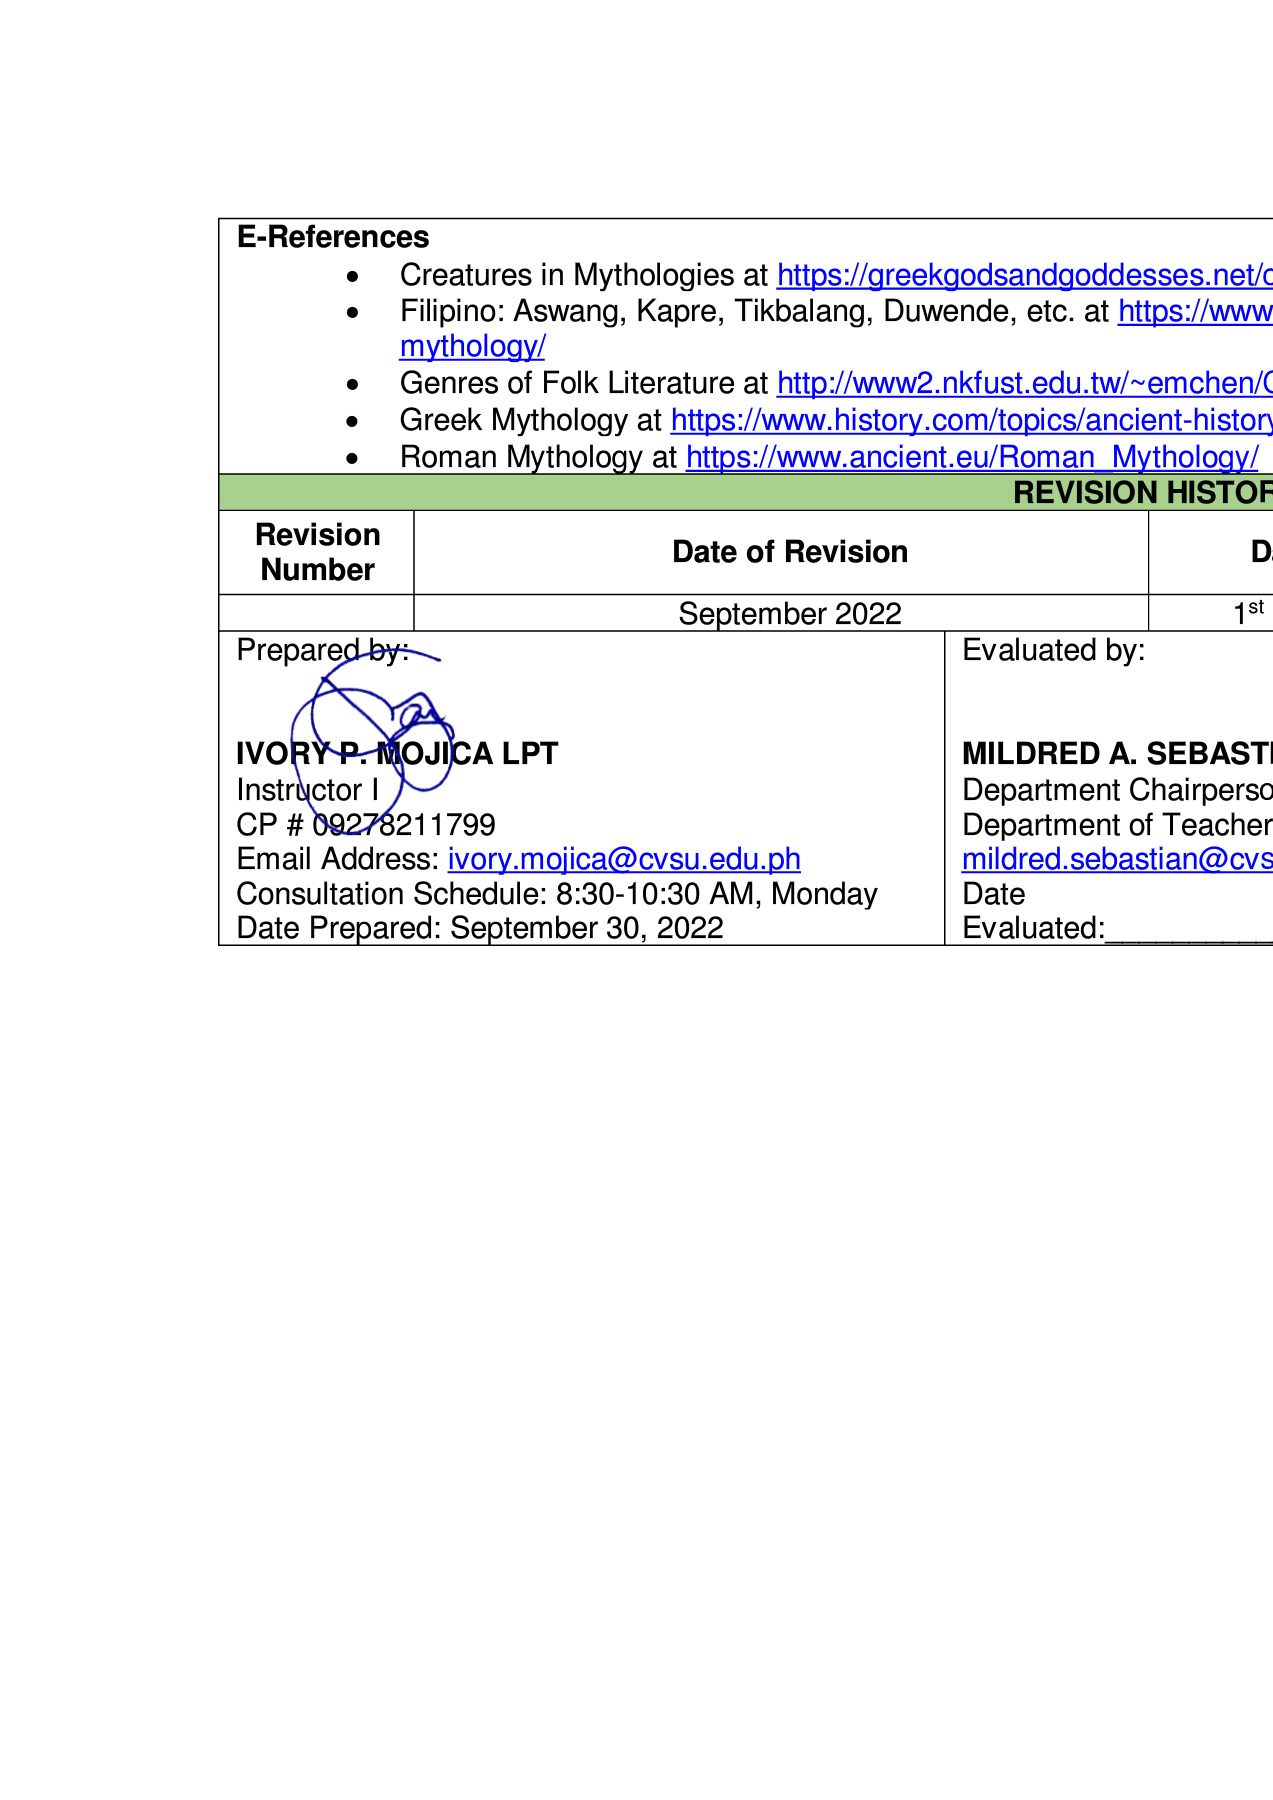 E-References
• Creatures in Mythologies at https://greekgodsandgoddesses.net/
• Filipino: Aswang, Kapre, Tikbalang, Duwende, etc. at https://www
mythology/
• Genres of Folk Literature at http://www2.nkfust.edu.tw/~emchen/
• Greek Mythology at https://www.history.com/topics/ancient-history
• Roman Mythology at https://www.ancient.eu/Roman_Mythology/
REVISION HISTOR
Revision Number
Date of Revision
Da
September 2022
1st
Prepared by:
IVORY P. MOJICA LPT
Instructor I
CP # 09278211799
Email Address: ivory.mojica@cvsu.edu.ph
Consultation Schedule: 8:30-10:30 AM, Monday
Date Prepared: September 30, 2022
Evaluated by:
MILDRED A. SEBASTI
Department Chairperso
Department of Teacher
mildred.sebastian@cvs
Date
Evaluated:__________